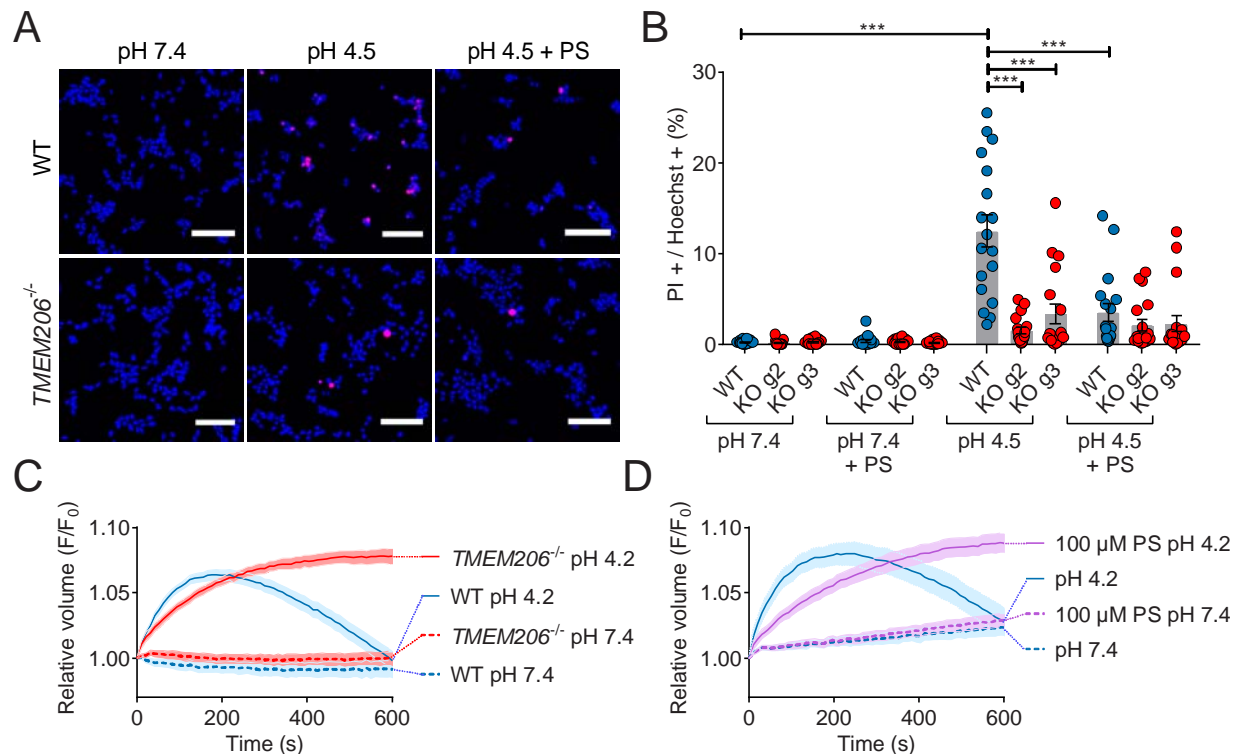 A
pH 7.4
pH 4.5
pH 4.5 + PS
WT
TMEM206-/-
B
***
***
***
***
PI + / Hoechst + (%)
30
20
10
0
WT
KO g2
KO g3
WT
KO g2
KO g3
WT
KO g2
KO g3
WT
KO g2
KO g3
pH 7.4
pH 7.4
+ PS
pH 4.5
pH 4.5
+ PS
C
Relative volume (F/F0)
1.10
1.05
1.00
0
200
400
600
Time (s)
TMEM206-/- pH 4.2
WT pH 4.2
TMEM206-/- pH 7.4
WT pH 7.4
D
Relative volume (F/F0)
1.10
1.05
1.00
0
200
400
600
Time (s)
100 µM PS pH 4.2
pH 4.2
100 µM PS pH 7.4
pH 7.4